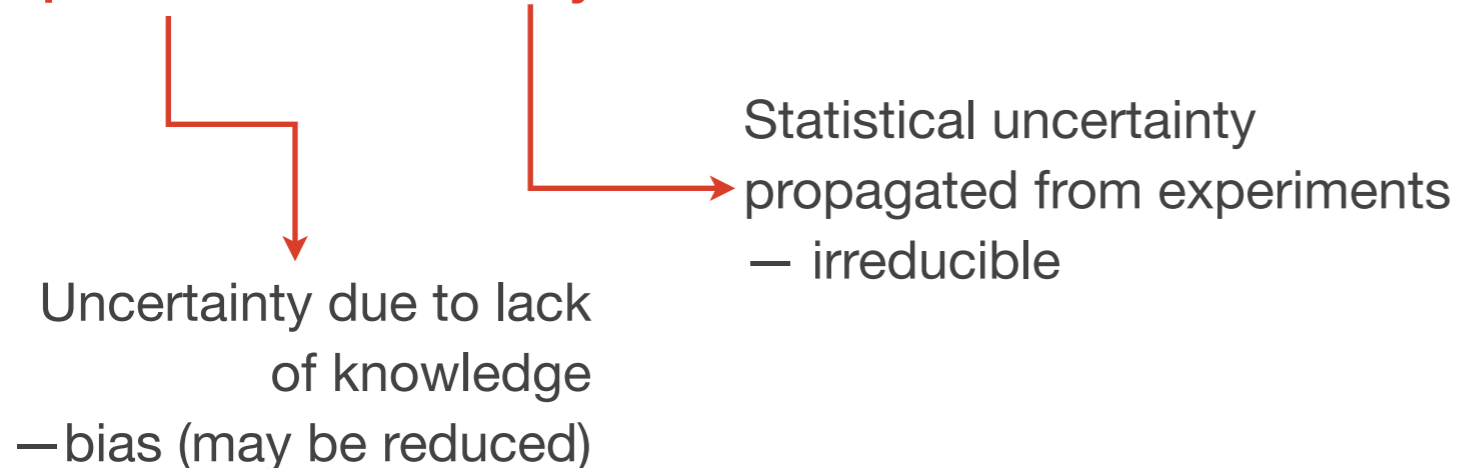 Statistical uncertainty
propagated from experiments
— irreducible
Uncertainty due to lack
of knowledge
—bias (may be reduced)